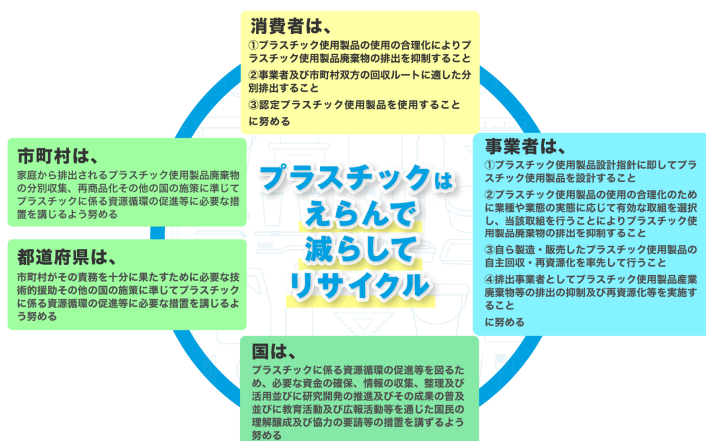 消費者は、
①プラスチック使用製品の使用の合理化によりプ
ラスチック使用製品廃棄物の排出を抑制すること
②事業者及び市町村双方の回収ルートに適した分
別排出すること
③認定プラスチック使用製品を使用すること
に努める
事業者は、
①プラスチック使用製品設計指針に即してプラ
スチック使用製品を設計すること
②プラスチック使用製品の使用の合理化のため
に業種や業態の実態に応じて有効な取組を選択
し、当該取組を行うことによりプラスチック使
用製品廃棄物の排出を抑制すること
③自ら製造・販売したプラスチック使用製品の
自主回収・再資源化を率先して行うこと
④排出事業者としてプラスチック使用製品産業
廃棄物等の排出の抑制及び再資源化等を実施す
ること
に努める
市町村は、
家庭から排出されるプラスチック使用製品廃棄物
の分別収集、再商品化その他の国の施策に準じて
プラスチックに係る資源循環の促進等に必要な措
置を講じるよう努める
プラスチックは
えらんで
減らして
リサイクル
都道府県は、
市町村がその責務を十分に果たすために必要な技
術的援助その他の国の施策に準じてプラスチック
に係る資源循環の促進等に必要な措置を講じるよ
う努める
国は、
プラスチックに係る資源循環の促進等を図るた
め、必要な資金の確保、情報の収集、整理及び
活用並びに研究開発の推進及びその成果の普及
並びに教育活動及び広報活動等を通じた国民の
理解醸成及び協力の要請等の措置を講ずるよう
努める